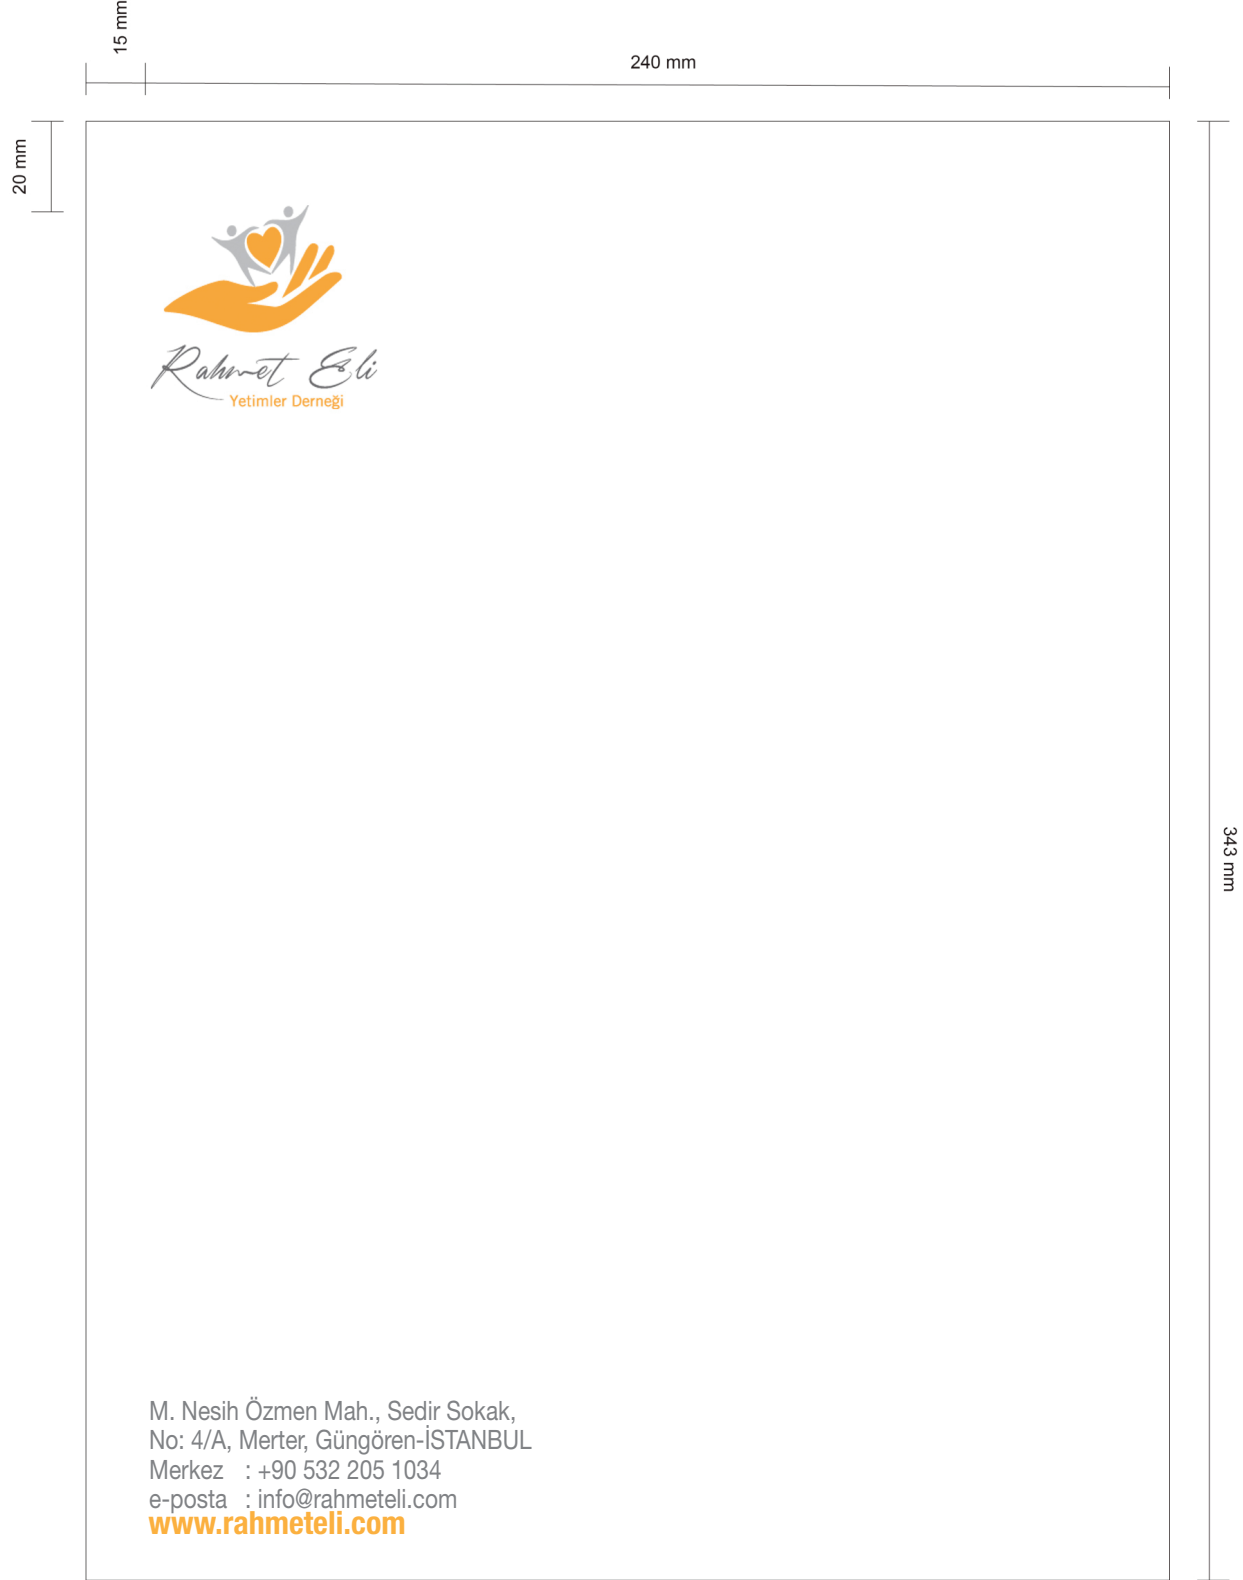 15 mm
240 mm
20 mm
Rahmet Eli
Yetimler Derneği
343 mm
M. Nesih Özmen Mah., Sedir Sokak,
No: 4/A, Merter, Güngören-İSTANBUL
Merkez : +90 532 205 1034
e-posta : info@rahmeteli.com
www.rahmeteli.com